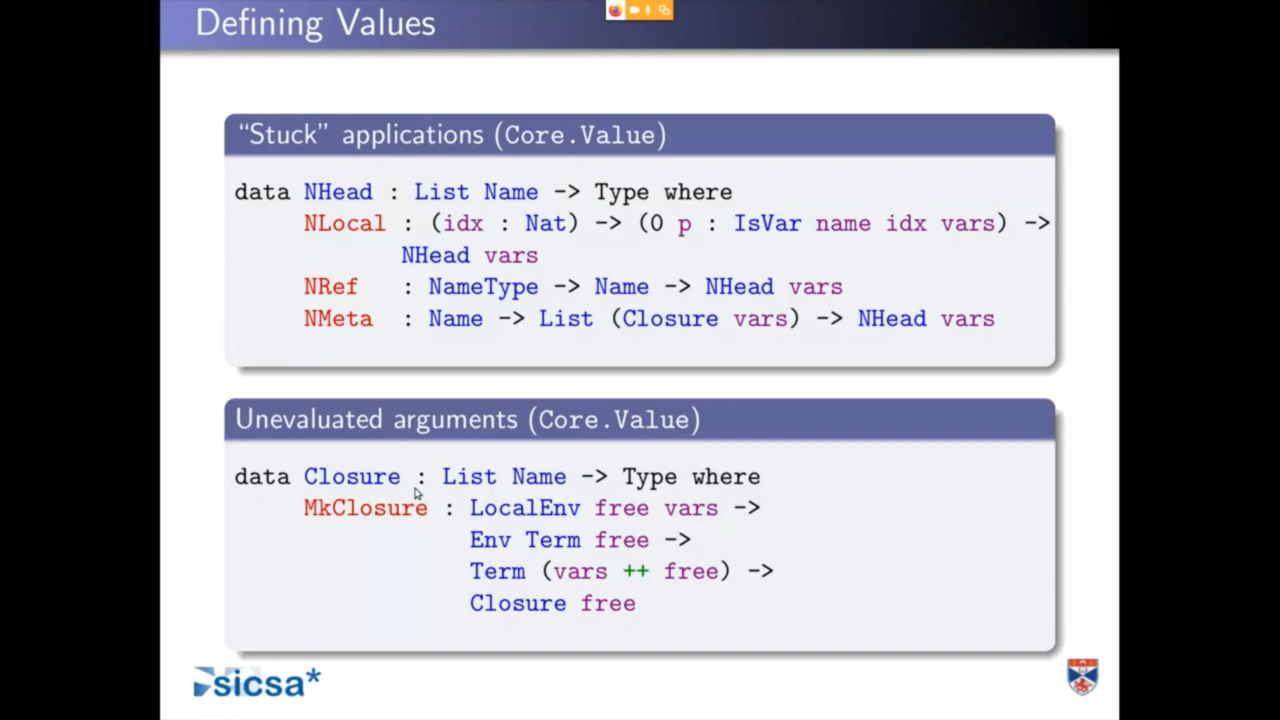 Defining Values
“Stuck” applications (Core.Value)
data NHead : List Name -> Type where
NLocal : (idx : Nat) -> (0 p : IsVar name idx vars) ->
NHead vars
NRef : NameType -> Name -> NHead vars
NMeta : Name -> List (Closure vars) -> NHead vars
Unevaluated arguments (Core.Value)
data Closure : List Name -> Type where
MkClosure : LocalEnv free vars ->
Env Term free ->
Term (vars ++ free) ->
Closure free
sicsa*